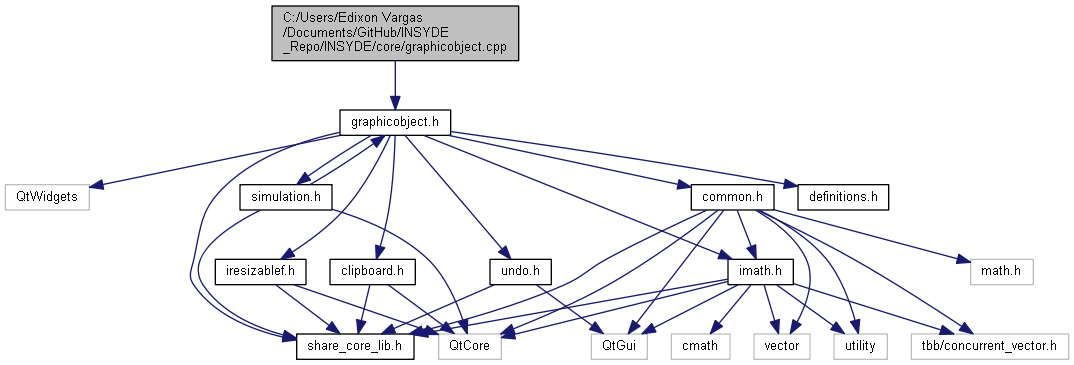 C:/Users/Edixon Vargas
/Documents/GitHub/INSYDE
_Repo/INSYDE/core/graphicobject.cpp
graphicobject.h
QtWidgets
simulation.h
common.h
definitions.h
iresizablef.h
clipboard.h
undo.h
imath.h
math.h
share_core_lib.h
QtCore
QtGui
cmath
vector
utility
tbb/concurrent_vector.h